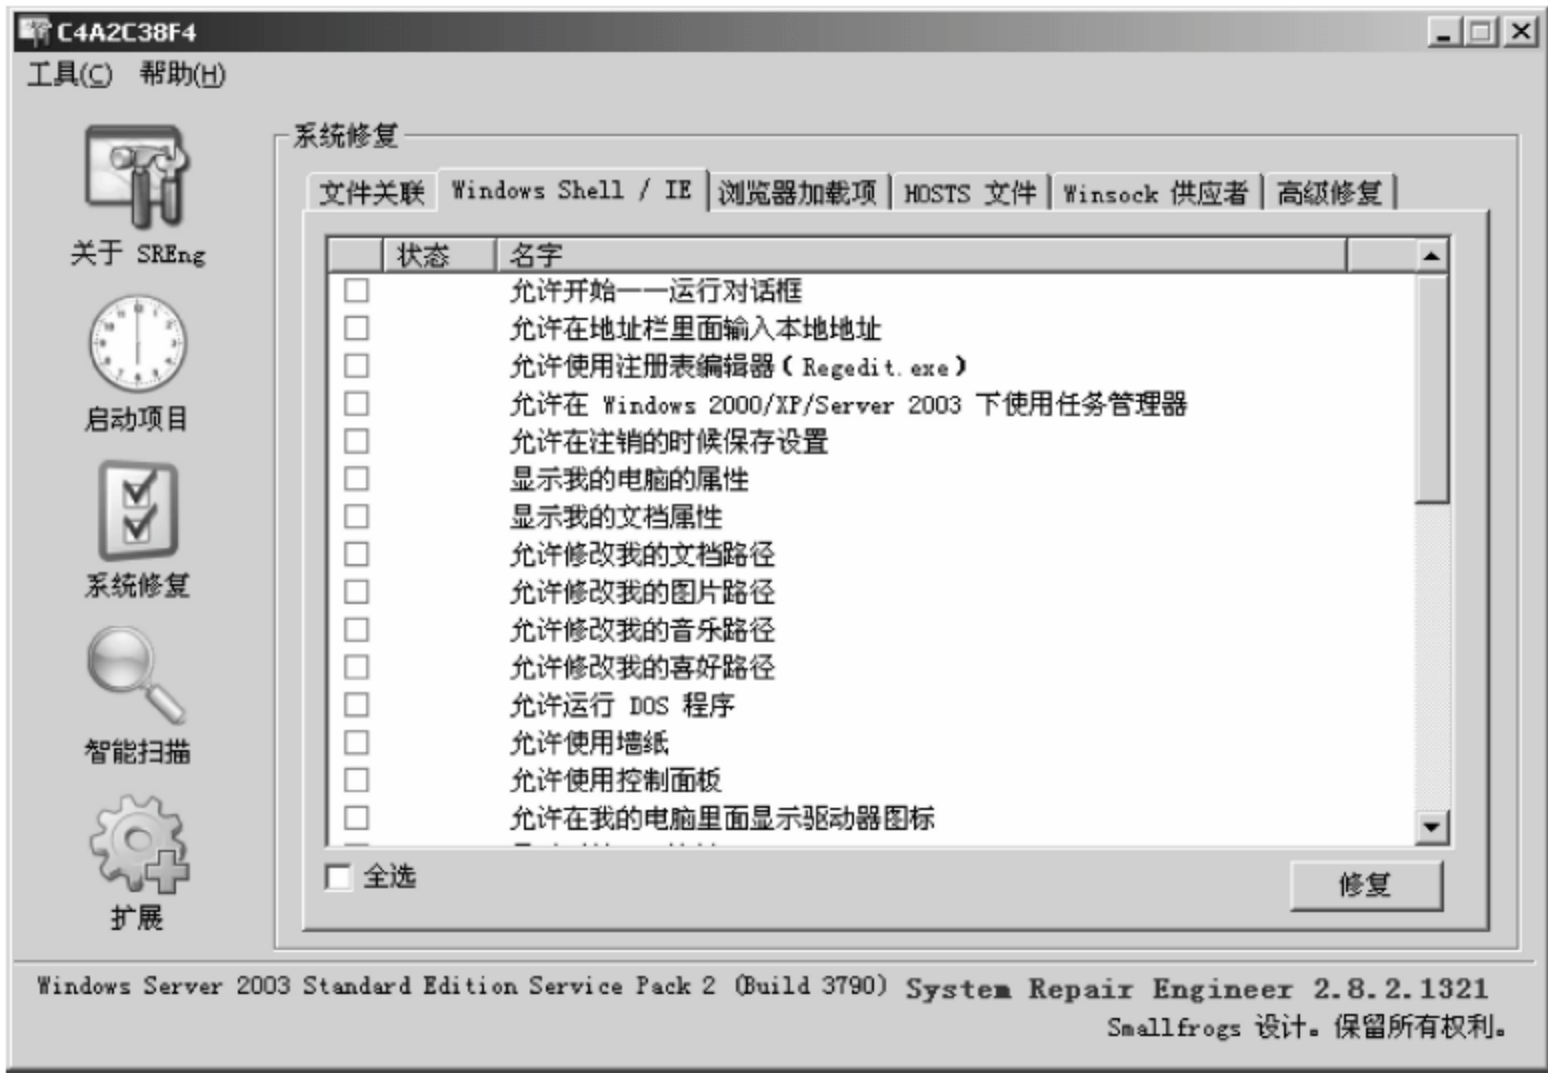 C4A2C38F4
工具(C) 帮助(H)
关于 SREng
启动项目
系统修复
智能扫描
扩展
系统修复
文件关联 Windows Shell / IE 浏览器加载项 HOSTS 文件 Winsock 供应者 高级修复
状态 名字
允许开始——运行对话框
允许在地址栏里面输入本地地址
允许使用注册表编辑器(Regedit.exe)
允许在 Windows 2000/XP/Server 2003 下使用任务管理器
允许在注销的时候保存设置
显示我的电脑的属性
显示我的文档属性
允许修改我的文档路径
允许修改我的图片路径
允许修改我的音乐路径
允许修改我的喜好路径
允许运行 DOS 程序
允许使用墙纸
允许使用控制面板
允许在我的电脑里面显示驱动器图标
全选
修复
Windows Server 2003 Standard Edition Service Pack 2 (Build 3790)
System Repair Engineer 2.8.2.1321
Smallfrogs 设计。保留所有权利。